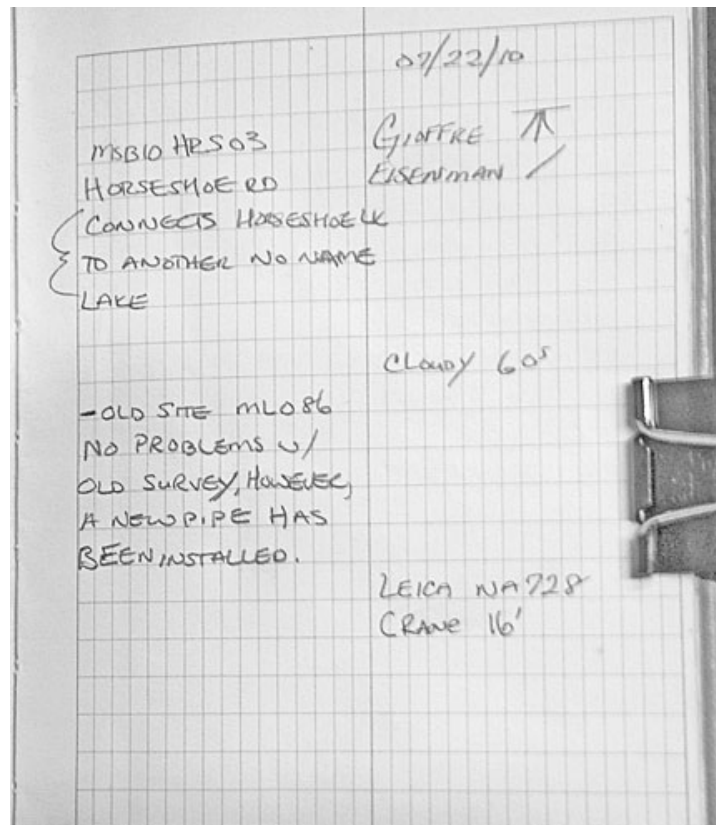 07/22/10
MSB10 HRS03
HORSESHOE RD
CONNECTS HORSESHOE LK
TO ANOTHER NO NAME
LAKE
GIOFFRE
EISENMAN
CLOUDY 60s
-OLD SITE ML086
NO PROBLEMS W/
OLD SURVEY, HOWEVER,
A NEW PIPE HAS
BEEN INSTALLED.
LEICA NA728
CRANE 16'